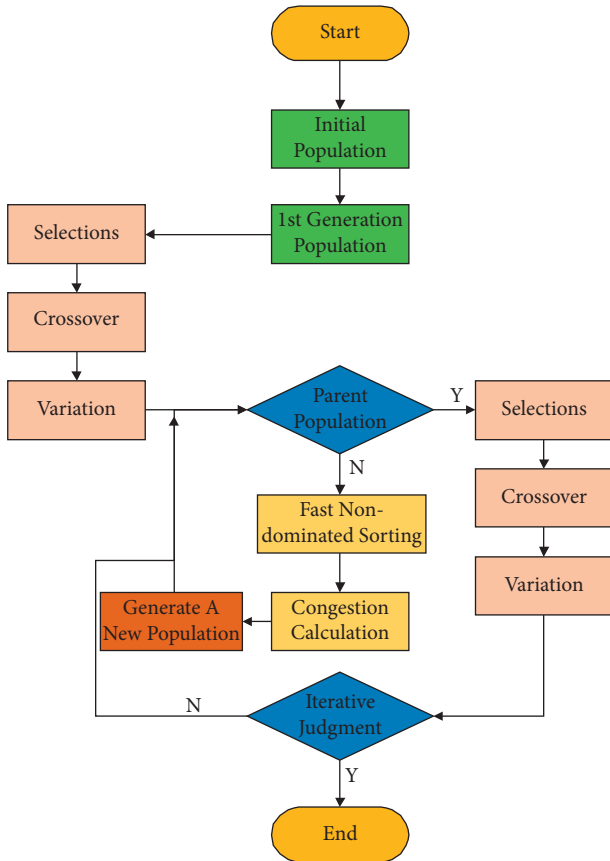 Start
Initial
Population
1st Generation
Population
Selections
Crossover
Variation
Parent
Population
Y
Selections
Crossover
Variation
N
Fast Non-
dominated Sorting
Congestion
Calculation
Generate A
New Population
Iterative
Judgment
N
Y
End